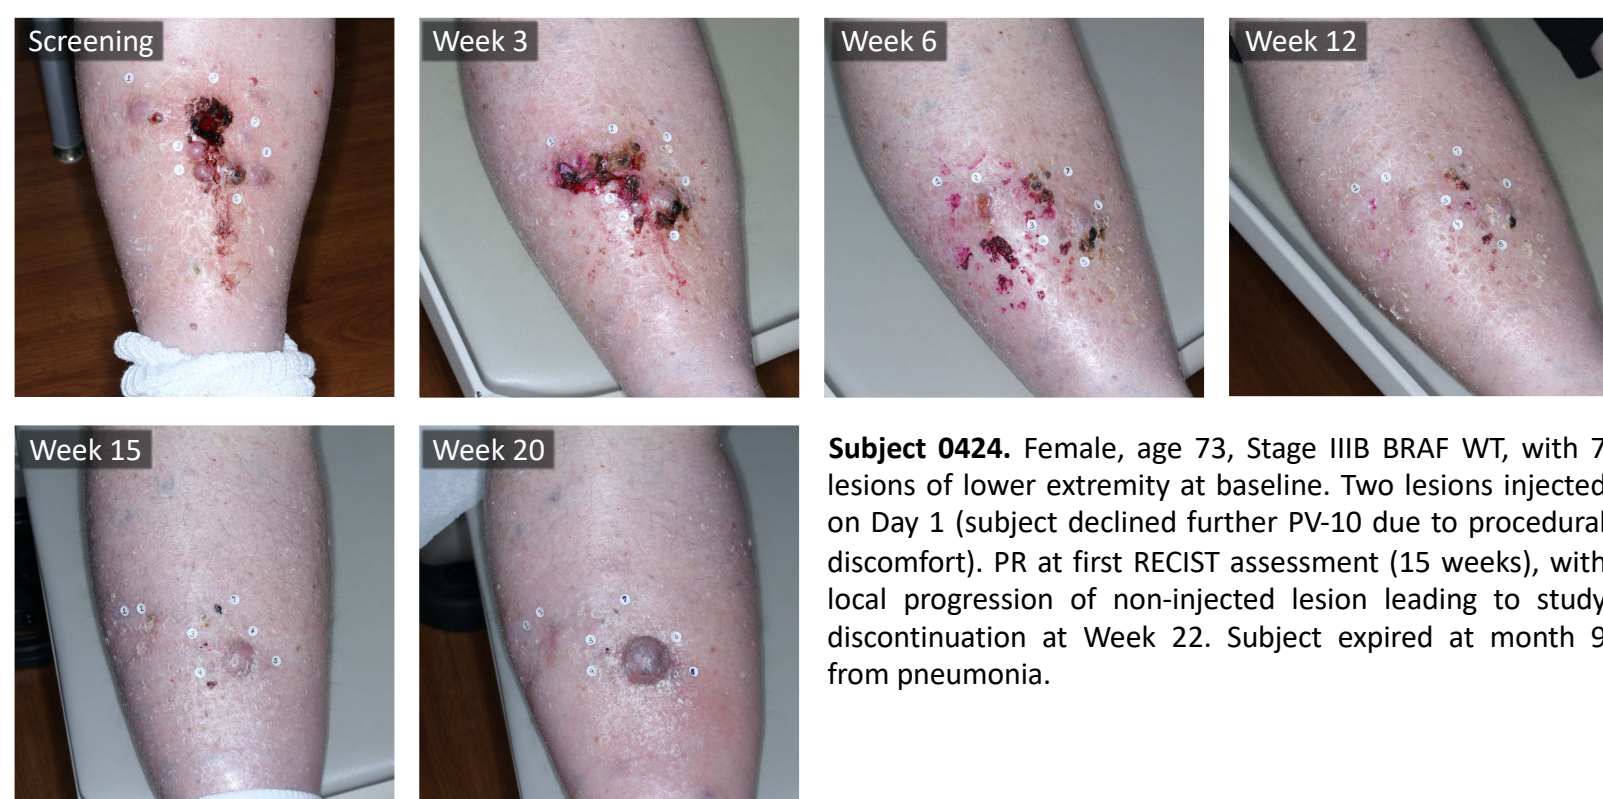 Screening
Week 3
Week 6
Week 12
Week 15
Week 20
Subject 0424. Female, age 73, Stage IIIB BRAF WT, with 7
lesions of lower extremity at baseline. Two lesions injected
on Day 1 (subject declined further PV-10 due to procedural
discomfort). PR at first RECIST assessment (15 weeks), with
local progression of non-injected lesion leading to study
discontinuation at Week 22. Subject expired at month 9
from pneumonia.